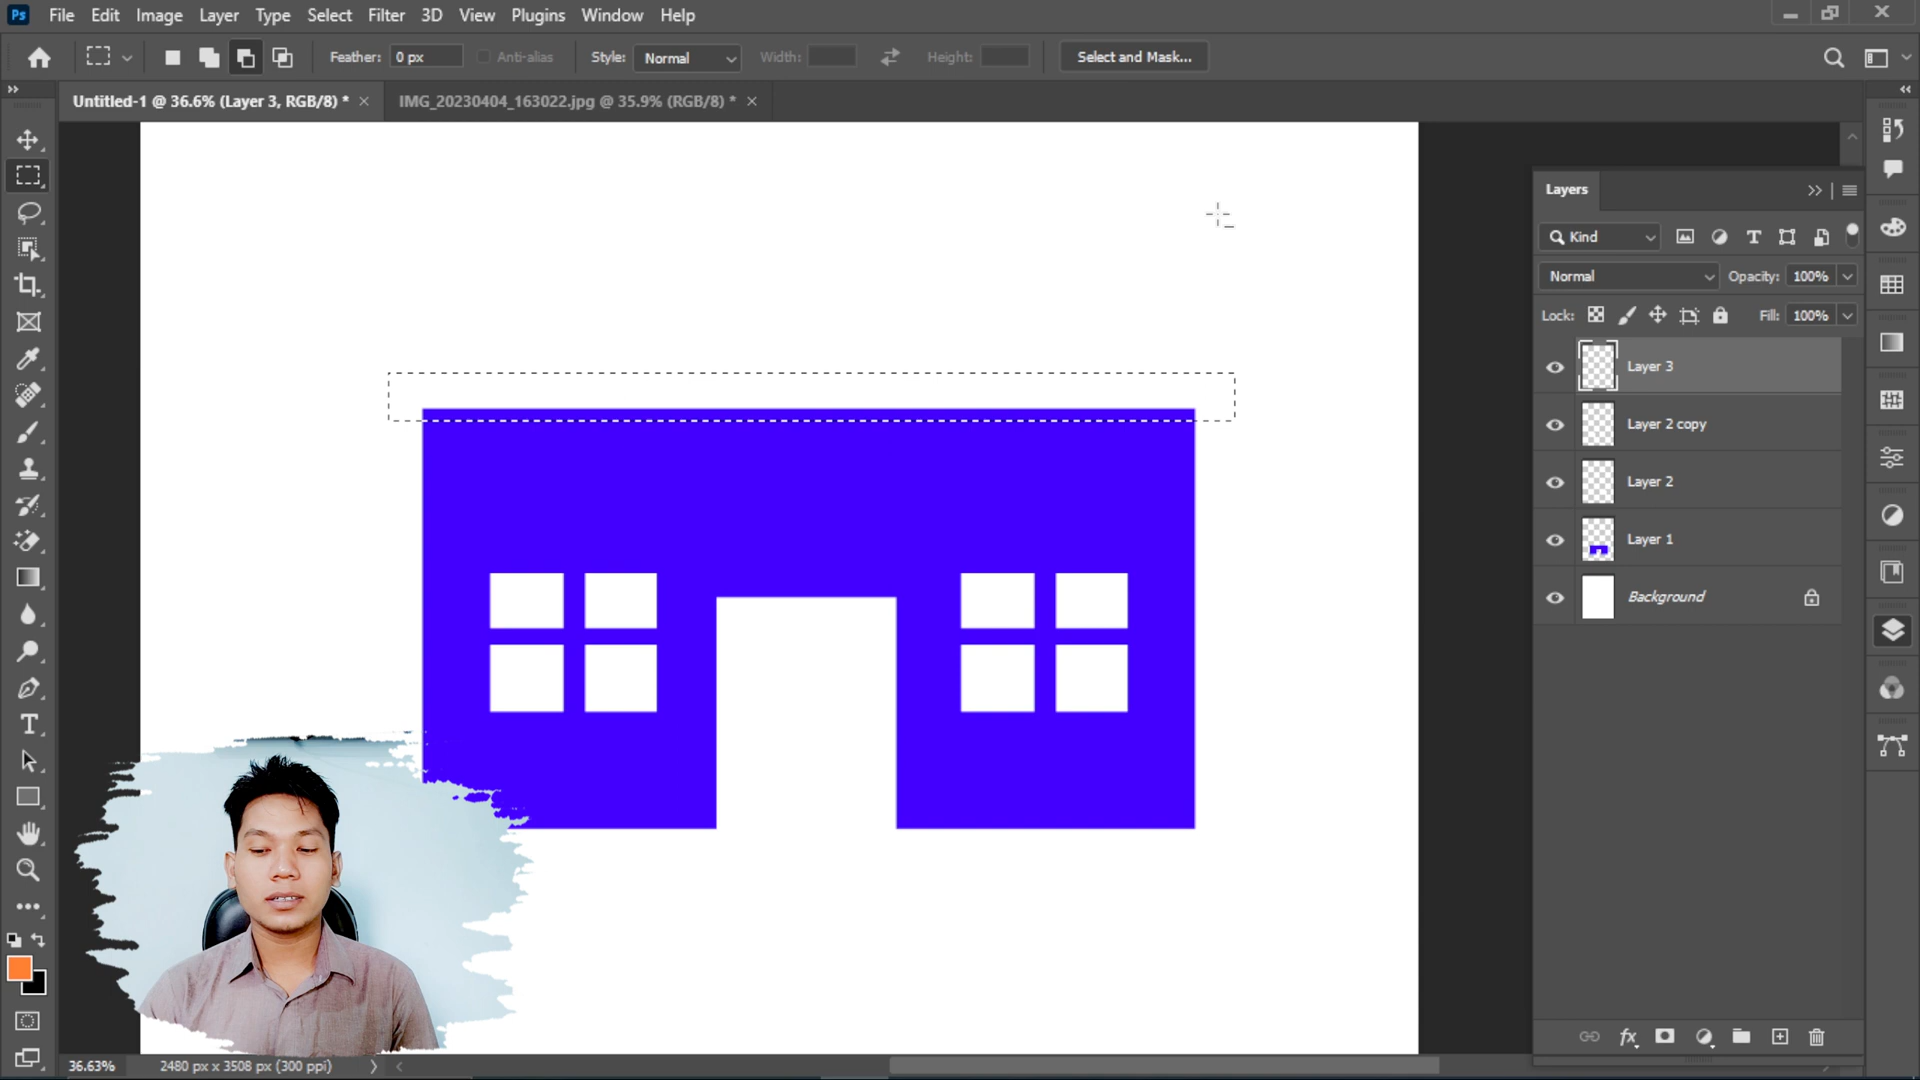 Ps File Edit Image Layer Type Select Filter 3D View Plugins Window Help
Feather: 0 px Anti-alias Style: Normal Width: Height: Select and Mask...
Untitled-1 @ 36.6% (Layer 3, RGB/8) * IMG_20230404_163022.jpg @ 35.9% (RGB/8) *
Layers
Kind
Normal Opacity: 100%
Lock: Fill: 100%
Layer 3
Layer 2 copy
Layer 2
Layer 1
Background
36.63% 2480 px x 3508 px (300 ppi)